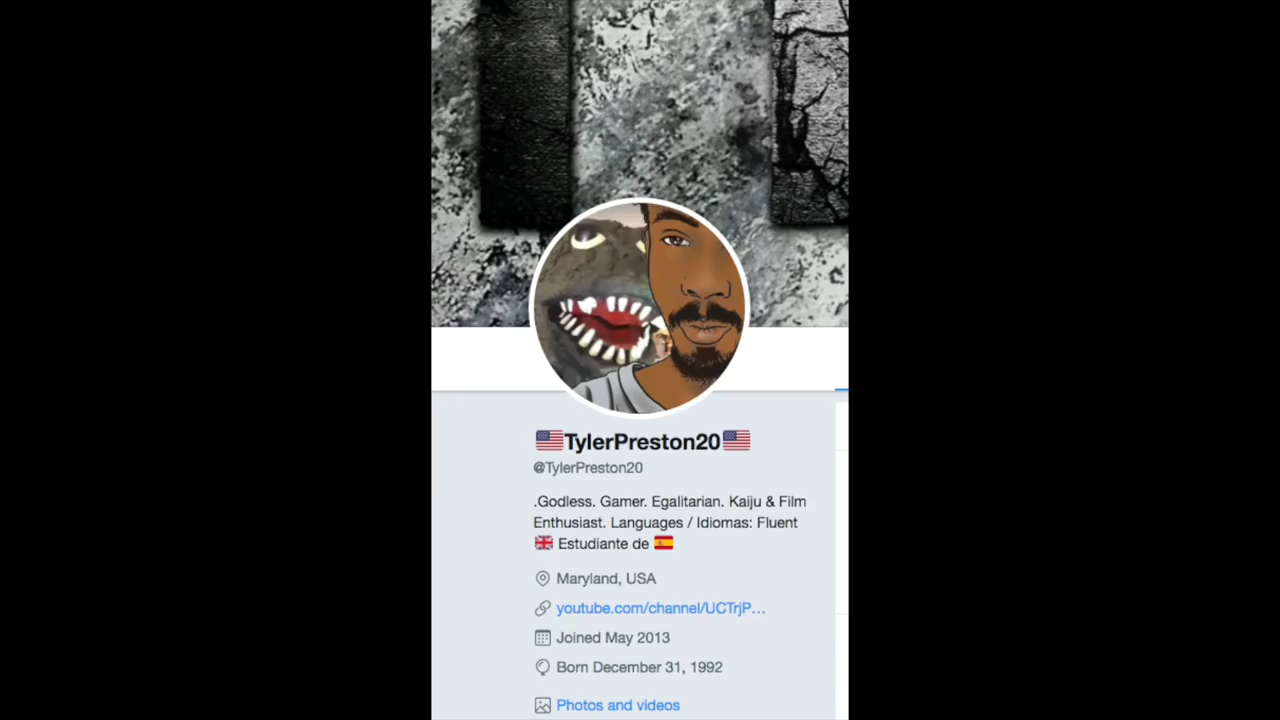 🇺🇸TylerPreston20🇺🇸
@TylerPreston20
.Godless. Gamer. Egalitarian. Kaiju & Film
Enthusiast. Languages / Idiomas: Fluent
🇬🇧 Estudiante de 🇪🇸
Maryland, USA
youtube.com/channel/UCTrjP…
Joined May 2013
Born December 31, 1992
Photos and videos